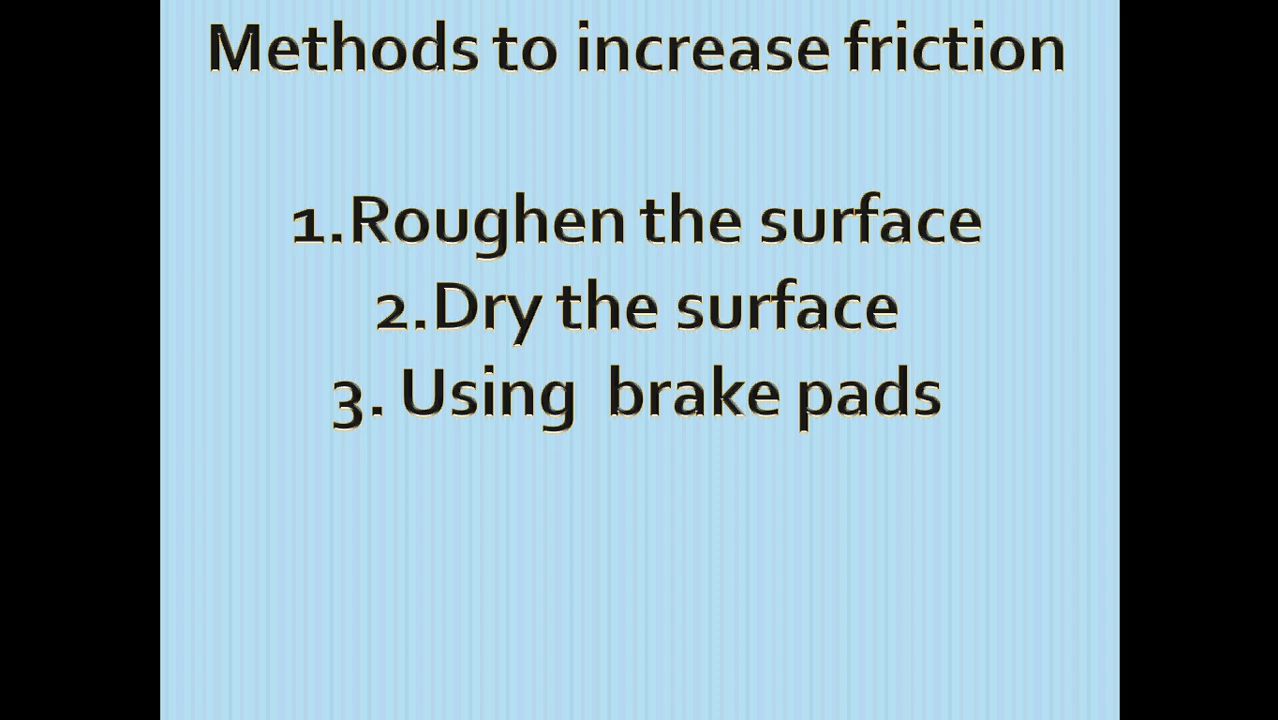 Methods to increase friction
1.Roughen the surface
2.Dry the surface
3. Using  brake pads